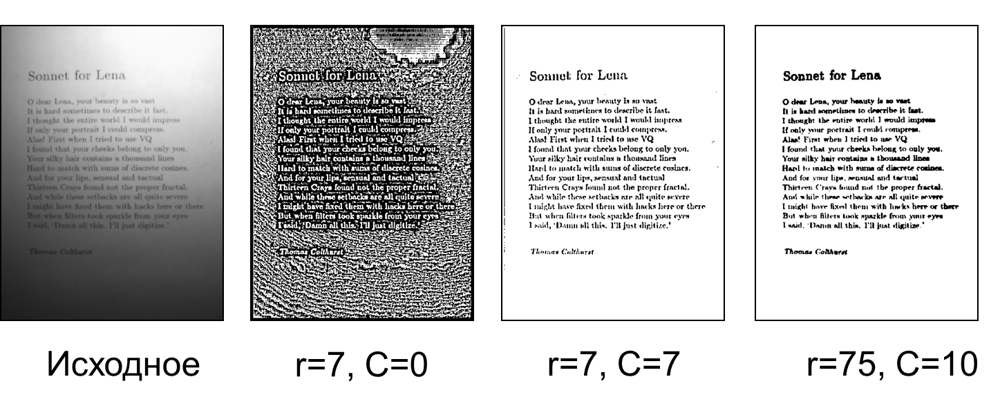 Sonnet for Lena
O dear Lena, your beauty is so vast
It is hard sometimes to describe it fast.
I thought the entire world I would impress
If only your portrait I could compress.
Alas! First when I tried to use VQ
I found that your cheeks belong to only you.
Your silky hair contains a thousand lines
Hard to match with sums of discrete cosines.
And for your lips, sensual and tactual
Thirteen Crays found not the proper fractal.
And while these setbacks are all quite severe
I might have fixed them with hacks here or there
But when filters took sparkle from your eyes
I said, 'Damn all this. I'll just digitize.'
Thomas Colthurst
Исходное
Sonnet for Lena
O dear Lena, your beauty is so vast
It is hard sometimes to describe it fast.
I thought the entire world I would impress
If only your portrait I could compress.
Alas! First when I tried to use VQ
I found that your cheeks belong to only you.
Your silky hair contains a thousand lines
Hard to match with sums of discrete cosines.
And for your lips, sensual and tactual
Thirteen Crays found not the proper fractal.
And while these setbacks are all quite severe
I might have fixed them with hacks here or there
But when filters took sparkle from your eyes
I said, 'Damn all this. I'll just digitize.'
Thomas Colthurst
r=7, C=0
Sonnet for Lena
O dear Lena, your beauty is so vast
It is hard sometimes to describe it fast.
I thought the entire world I would impress
If only your portrait I could compress.
Alas! First when I tried to use VQ
I found that your cheeks belong to only you.
Your silky hair contains a thousand lines
Hard to match with sums of discrete cosines.
And for your lips, sensual and tactual
Thirteen Crays found not the proper fractal.
And while these setbacks are all quite severe
I might have fixed them with hacks here or there
But when filters took sparkle from your eyes
I said, 'Damn all this. I'll just digitize.'
Thomas Colthurst
r=7, C=7
Sonnet for Lena
O dear Lena, your beauty is so vast
It is hard sometimes to describe it fast.
I thought the entire world I would impress
If only your portrait I could compress.
Alas! First when I tried to use VQ
I found that your cheeks belong to only you.
Your silky hair contains a thousand lines
Hard to match with sums of discrete cosines.
And for your lips, sensual and tactual
Thirteen Crays found not the proper fractal.
And while these setbacks are all quite severe
I might have fixed them with hacks here or there
But when filters took sparkle from your eyes
I said, 'Damn all this. I'll just digitize.'
Thomas Colthurst
r=75, C=10